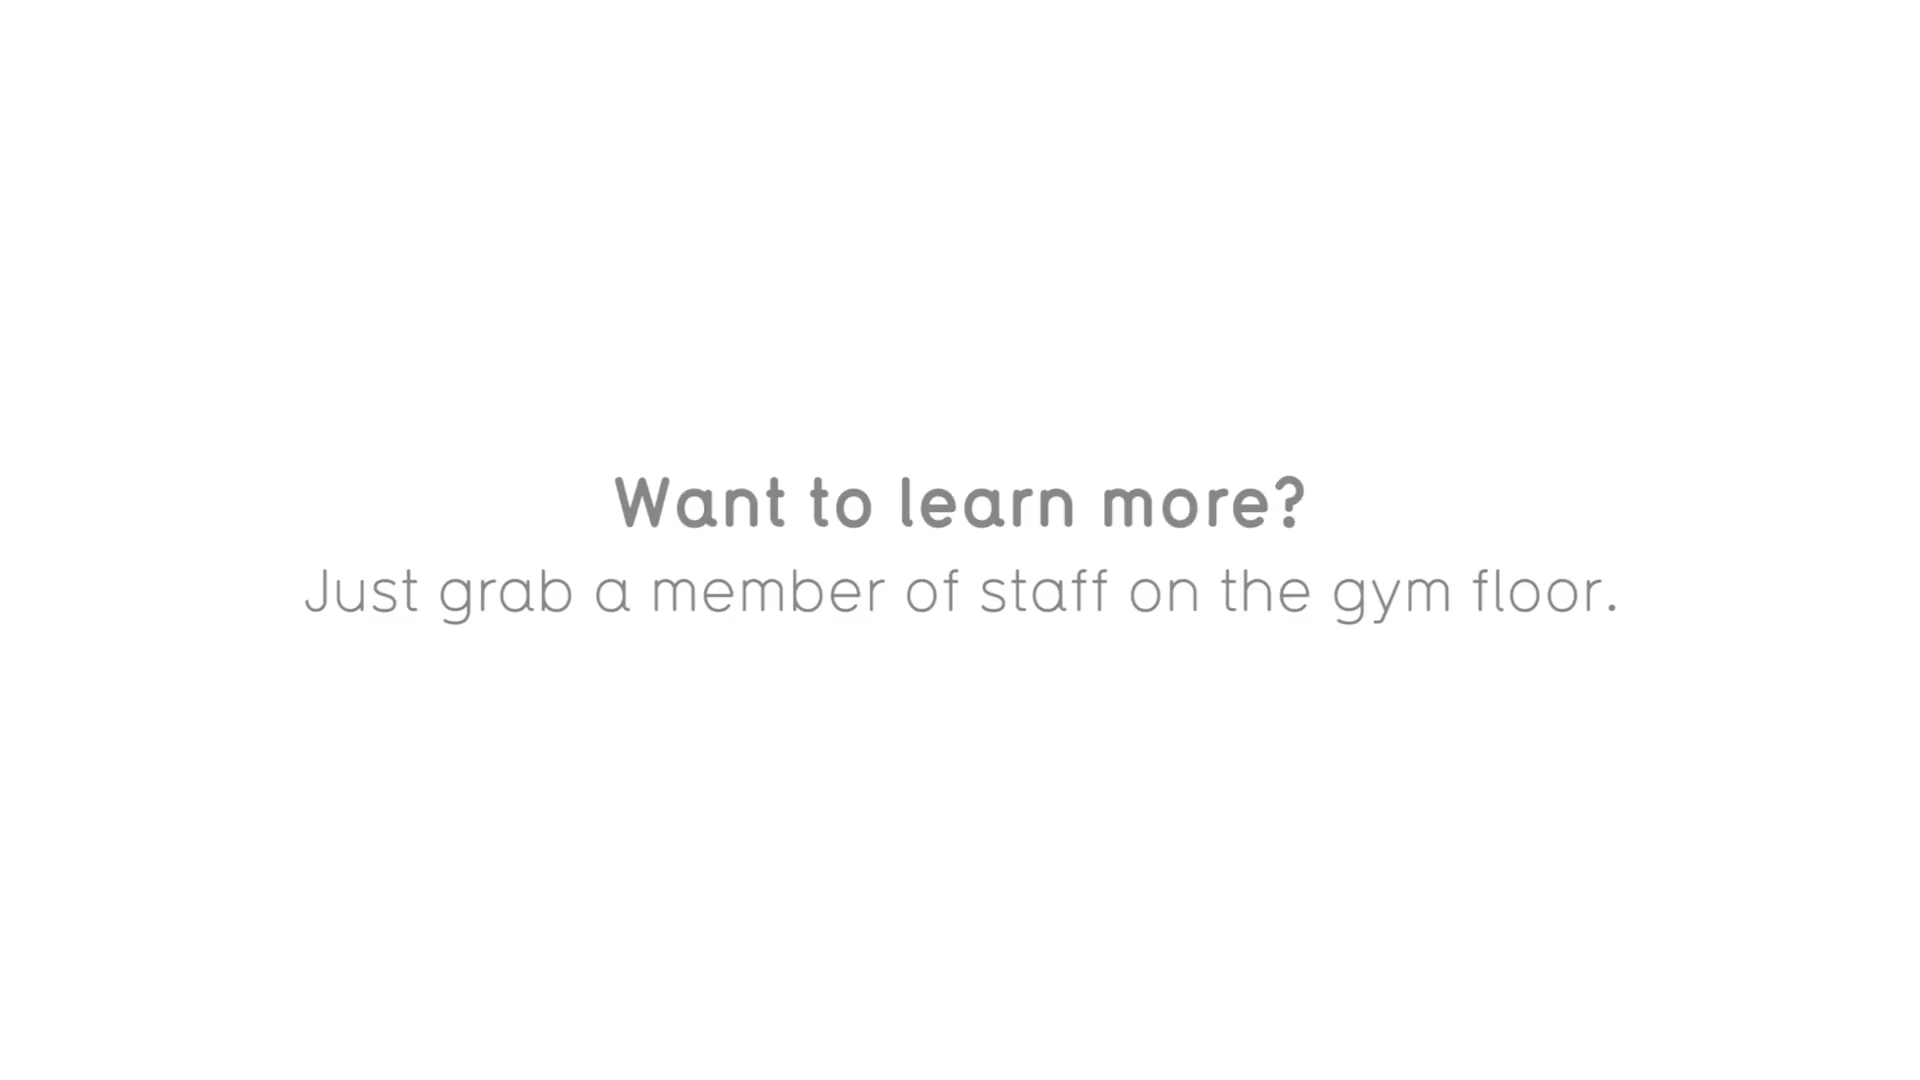 Want to learn more?
Just grab a member of staff on the gym floor.